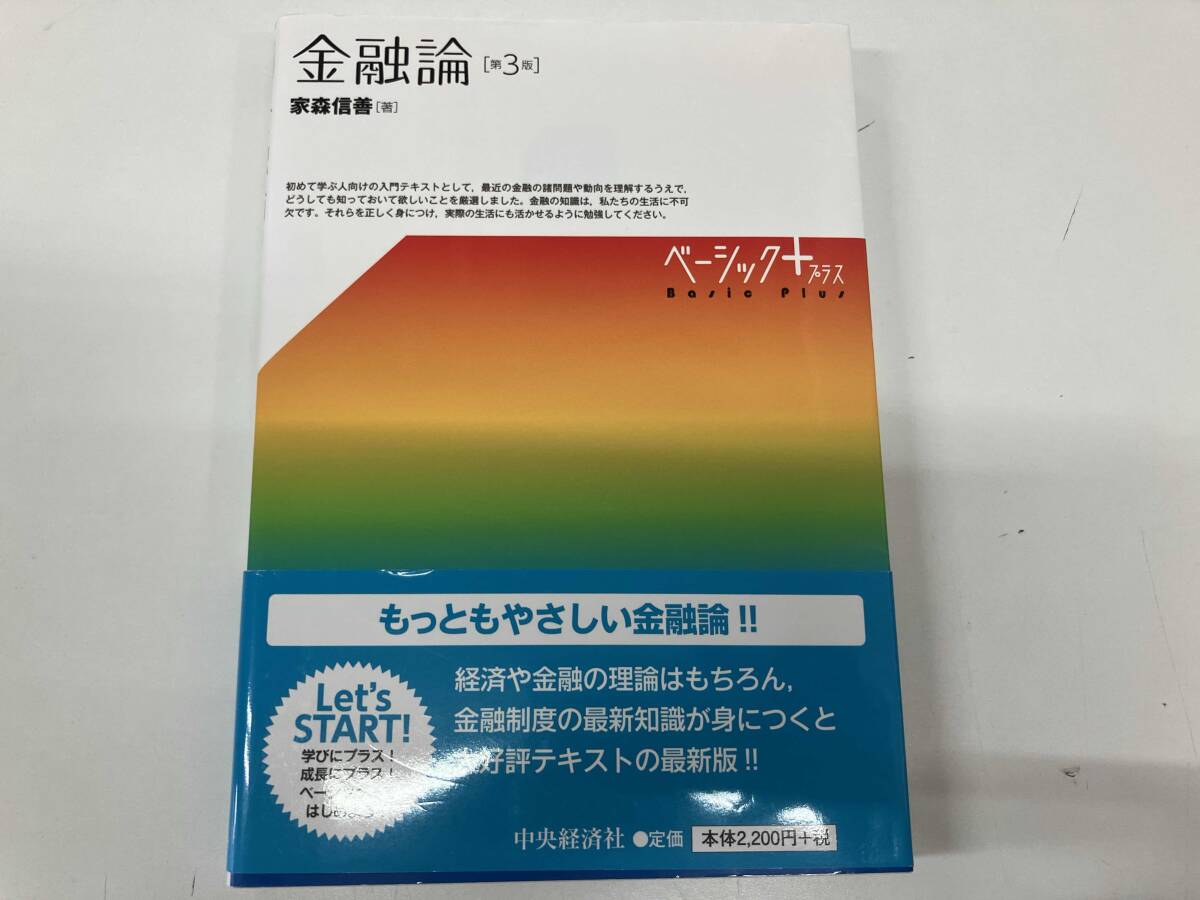 金融論[第3版]
家森信善[著]
初めて学ぶ人向けの入門テキストとして，最近の金融の諸問題や動向を理解するうえで，
どうしても知っておいて欲しいことを厳選しました。金融の知識は，私たちの生活に不可
欠です。それらを正しく身につけ，実際の生活にも活かせるように勉強してください。
ベーシック＋プラス
Basic Plus
もっともやさしい金融論!!
Let's
START!
学びにプラス!
成長にプラス!
ベー
はじめ
経済や金融の理論はもちろん，
金融制度の最新知識が身につくと
好評テキストの最新版!!
中央経済社 ●定価 本体2,200円+税